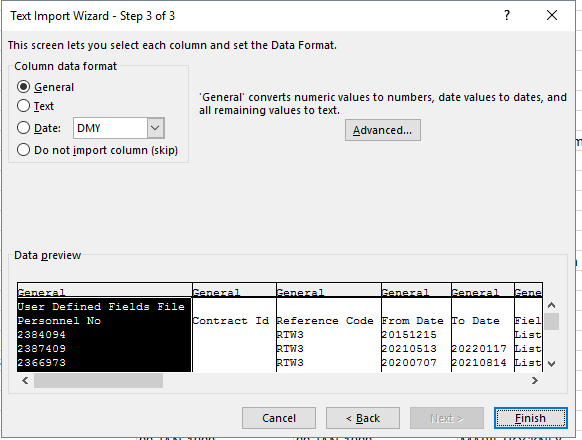 Text Import Wizard - Step 3 of 3
This screen lets you select each column and set the Data Format.
Column data format
General
Text
Date: DMY
Do not import column (skip)
'General' converts numeric values to numbers, date values to dates, and
all remaining values to text.
Advanced...
Data preview
General General General General General Gene
User Defined Fields File
Personnel No Contract Id Reference Code From Date To Date Fiel
2384094 RTW3 20151215 List
2387409 RTW3 20210513 20220117 List
2366973 RTW3 20200707 20210814 List
Cancel < Back Next > Finish